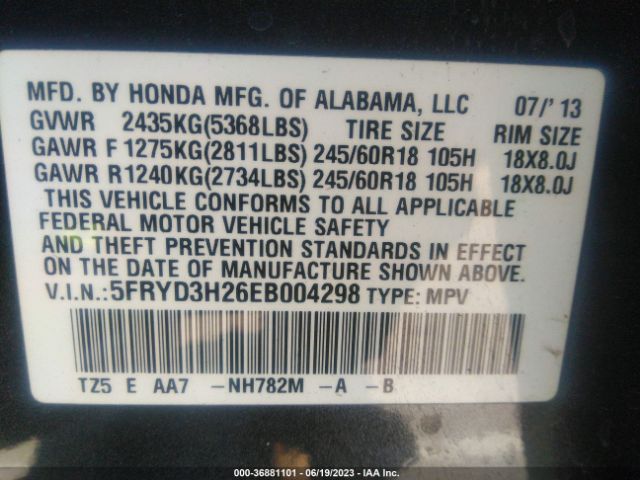 MFD. BY HONDA MFG. OF ALABAMA, LLC 07/'13
GVWR 2435KG(5368LBS) TIRE SIZE RIM SIZE
GAWR F 1275KG(2811LBS) 245/60R18 105H 18X8.0J
GAWR R 1240KG(2734LBS) 245/60R18 105H 18X8.0J
THIS VEHICLE CONFORMS TO ALL APPLICABLE
FEDERAL MOTOR VEHICLE SAFETY
AND THEFT PREVENTION STANDARDS IN EFFECT
ON THE DATE OF MANUFACTURE SHOWN ABOVE.
V.I.N.:5FRYD3H26EB004298 TYPE: MPV
TZ5 E AA7 -NH782M -A -B
000-36881101 - 06/19/2023 - IAA Inc.